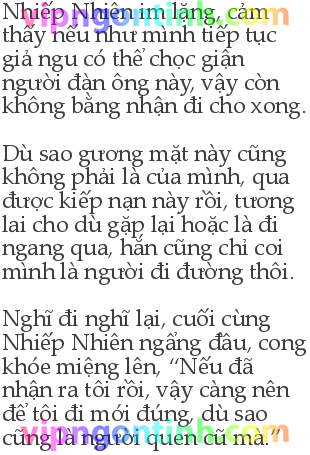 Nhiếp Nhiên im lặng, cảm
thấy nếu như mình tiếp tục
giả ngu có thể chọc giận
người đàn ông này, vậy còn
không bằng nhận đi cho xong.
Dù sao gương mặt này cũng
không phải là của mình, qua
được kiếp nạn này rồi, tương
lai cho dù gặp lại hoặc là đi
ngang qua, hắn cũng chỉ coi
mình là người đi đường thôi.
Nghĩ đi nghĩ lại, cuối cùng
Nhiếp Nhiên ngẩng đầu, cong
khóe miệng lên, “Nếu đã
nhận ra tôi rồi, vậy càng nên
để tôi đi mới đúng, dù sao
cũng là người quen cũ mà.”
vipngontinh.com
vipngontinh.com